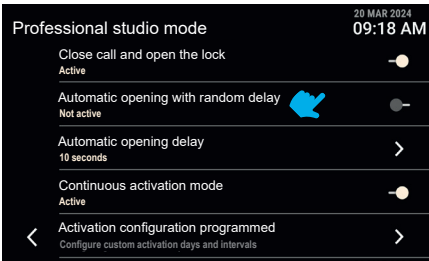 20 MAR 2024
Professional studio mode
09:18 AM
Close call and open the lock
Active
Automatic opening with random delay
Not active
Automatic opening delay
10 seconds
Continuous activation mode
Active
Activation configuration programmed
Configure custom activation days and intervals